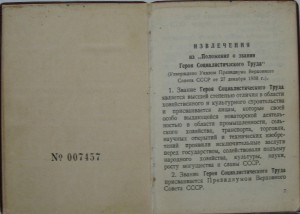 № 007457
ИЗВЛЕЧЕНИЯ
из „Положения о звании
Героя Социалистического Труда"
(Утверждено Указом Президиума Верховного
Совета СССР от 27 декабря 1938 г.)
1. Звание Героя Социалистического Труда
является высшей степенью отличия в области
хозяйственного и культурного строительства
и присваивается лицам, которые своей
особо выдающейся новаторской деятель-
ностью в области промышленности, сель-
ского хозяйства, транспорта, торговли,
научных открытий и технических изобре-
тений проявили исключительные заслуги
перед государством, содействовали подъему
народного хозяйства, культуры, науки,
росту могущества и славы СССР.
2. Звание Героя Социалистического Труда
присваивается Президиумом Верховного
Совета СССР.